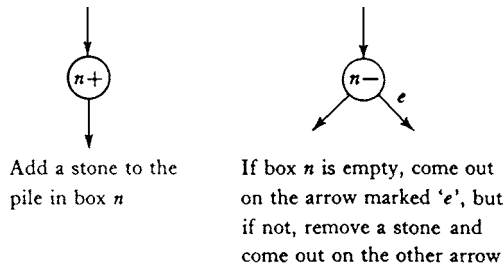 n+
n−
e
Add a stone to the
pile in box n
If box n is empty, come out
on the arrow marked ‘e’, but
if not, remove a stone and
come out on the other arrow